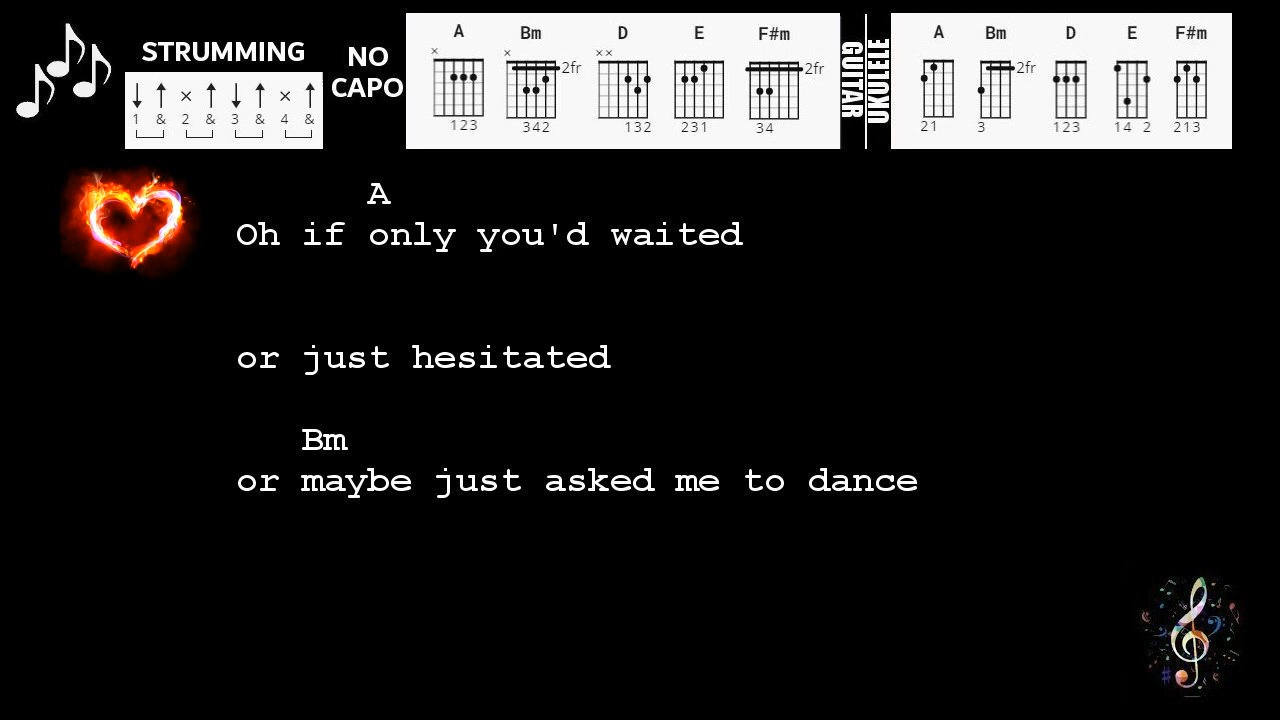 STRUMMING
1 & 2 & 3 & 4 &
NO
CAPO
A Bm D E F#m
× × ××
2fr 2fr
123 342 132 231 34
GUITAR
UKULELE
A Bm D E F#m
2fr
21 3 123 14 2 213
A
Oh if only you'd waited
or just hesitated
Bm
or maybe just asked me to dance